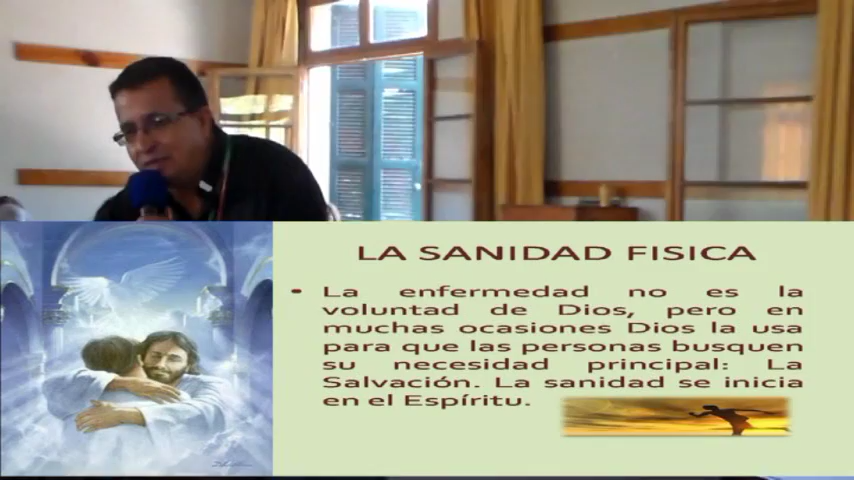 LA SANIDAD FISICA
• La enfermedad no es la
voluntad de Dios, pero en
muchas ocasiones Dios la usa
para que las personas busquen
su necesidad principal: La
Salvación. La sanidad se inicia
en el Espíritu.